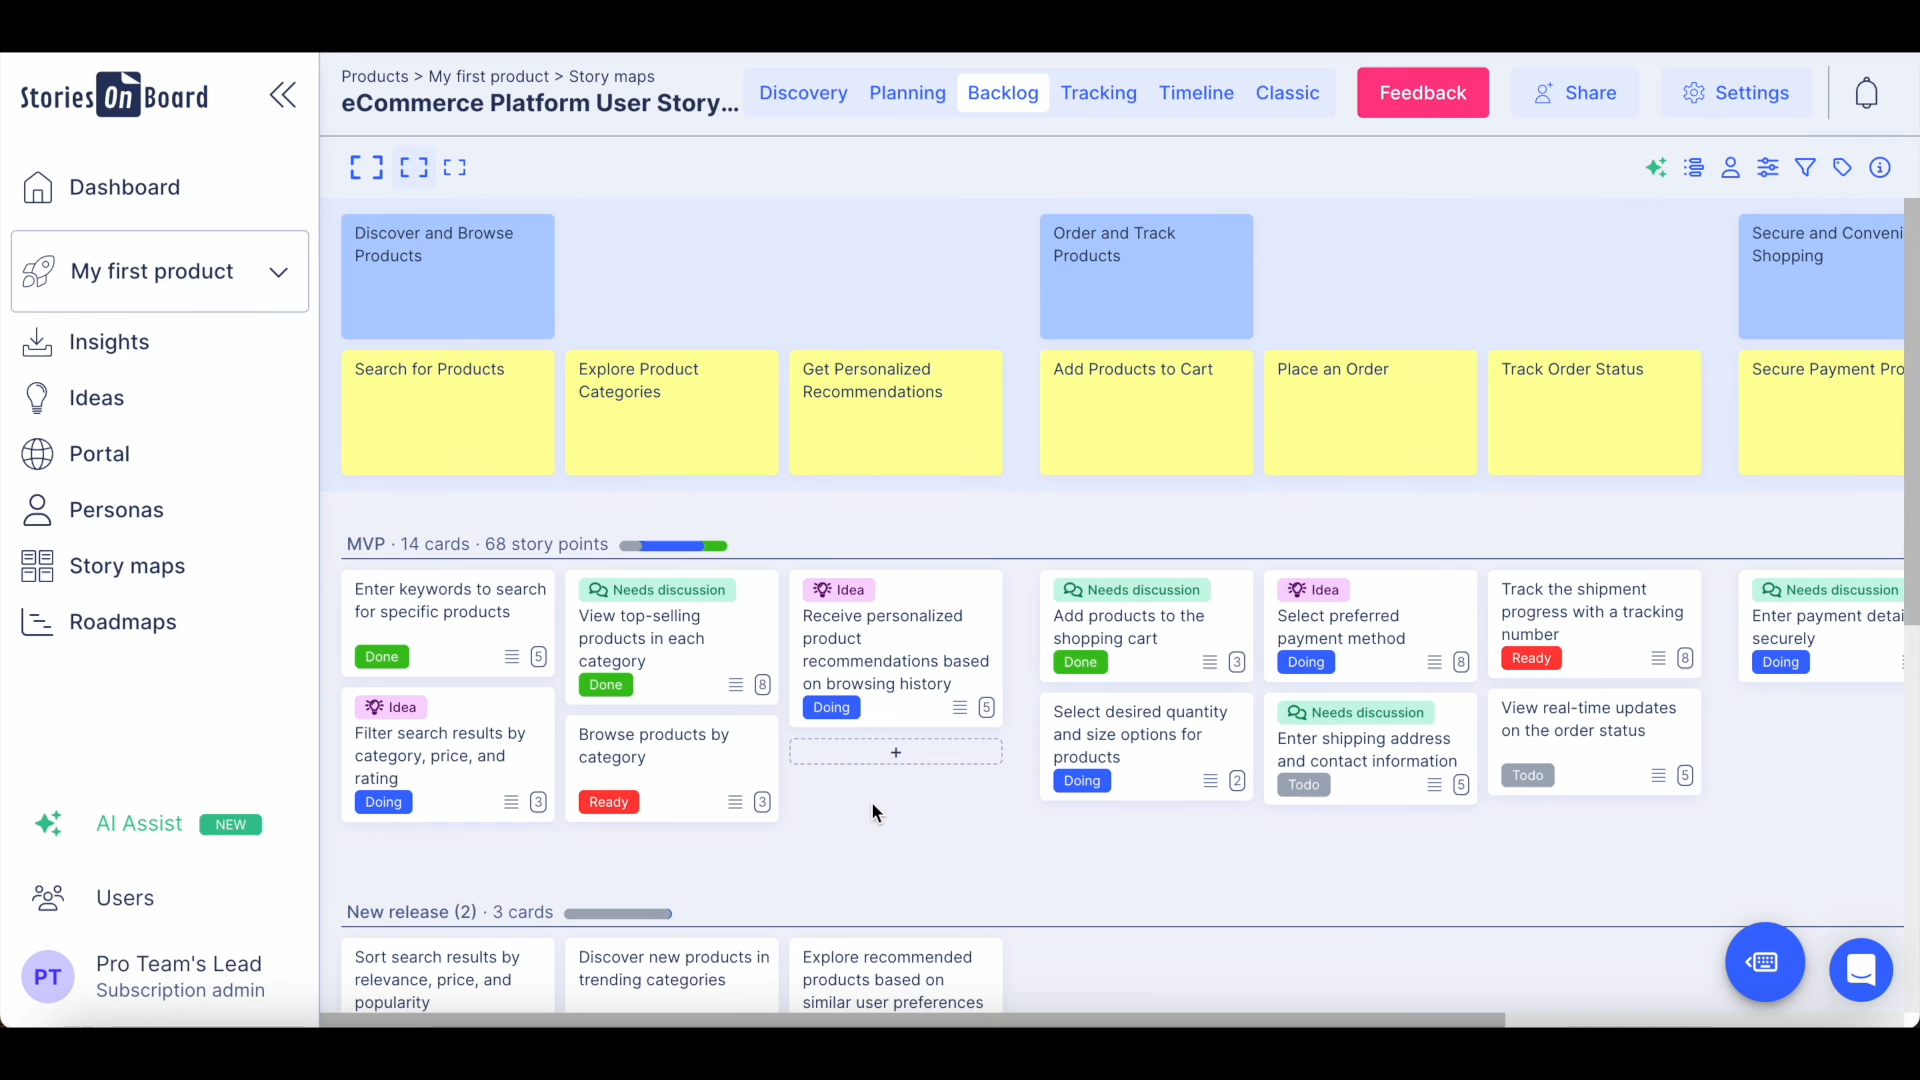 Stories On Board
Products > My first product > Story maps
eCommerce Platform User Story...
Discovery
Planning
Backlog
Tracking
Timeline
Classic
Feedback
Share
Settings
Dashboard
My first product
Insights
Ideas
Portal
Personas
Story maps
Roadmaps
AI Assist NEW
Users
PT
Pro Team's Lead
Subscription admin
Discover and Browse
Products
Order and Track
Products
Secure and Conveni
Shopping
Search for Products
Explore Product
Categories
Get Personalized
Recommendations
Add Products to Cart
Place an Order
Track Order Status
Secure Payment Pro
MVP · 14 cards · 68 story points
Enter keywords to search
for specific products
Done
5
Idea
Filter search results by
category, price, and
rating
Doing
3
Needs discussion
View top-selling
products in each
category
Done
8
Browse products by
category
Ready
3
Idea
Receive personalized
product
recommendations based
on browsing history
Doing
5
+
Needs discussion
Add products to the
shopping cart
Done
3
Select desired quantity
and size options for
products
Doing
2
Idea
Select preferred
payment method
Doing
8
Needs discussion
Enter shipping address
and contact information
Todo
5
Track the shipment
progress with a tracking
number
Ready
8
View real-time updates
on the order status
Todo
5
Needs discussion
Enter payment detai
securely
Doing
New release (2) · 3 cards
Sort search results by
relevance, price, and
popularity
Discover new products in
trending categories
Explore recommended
products based on
similar user preferences